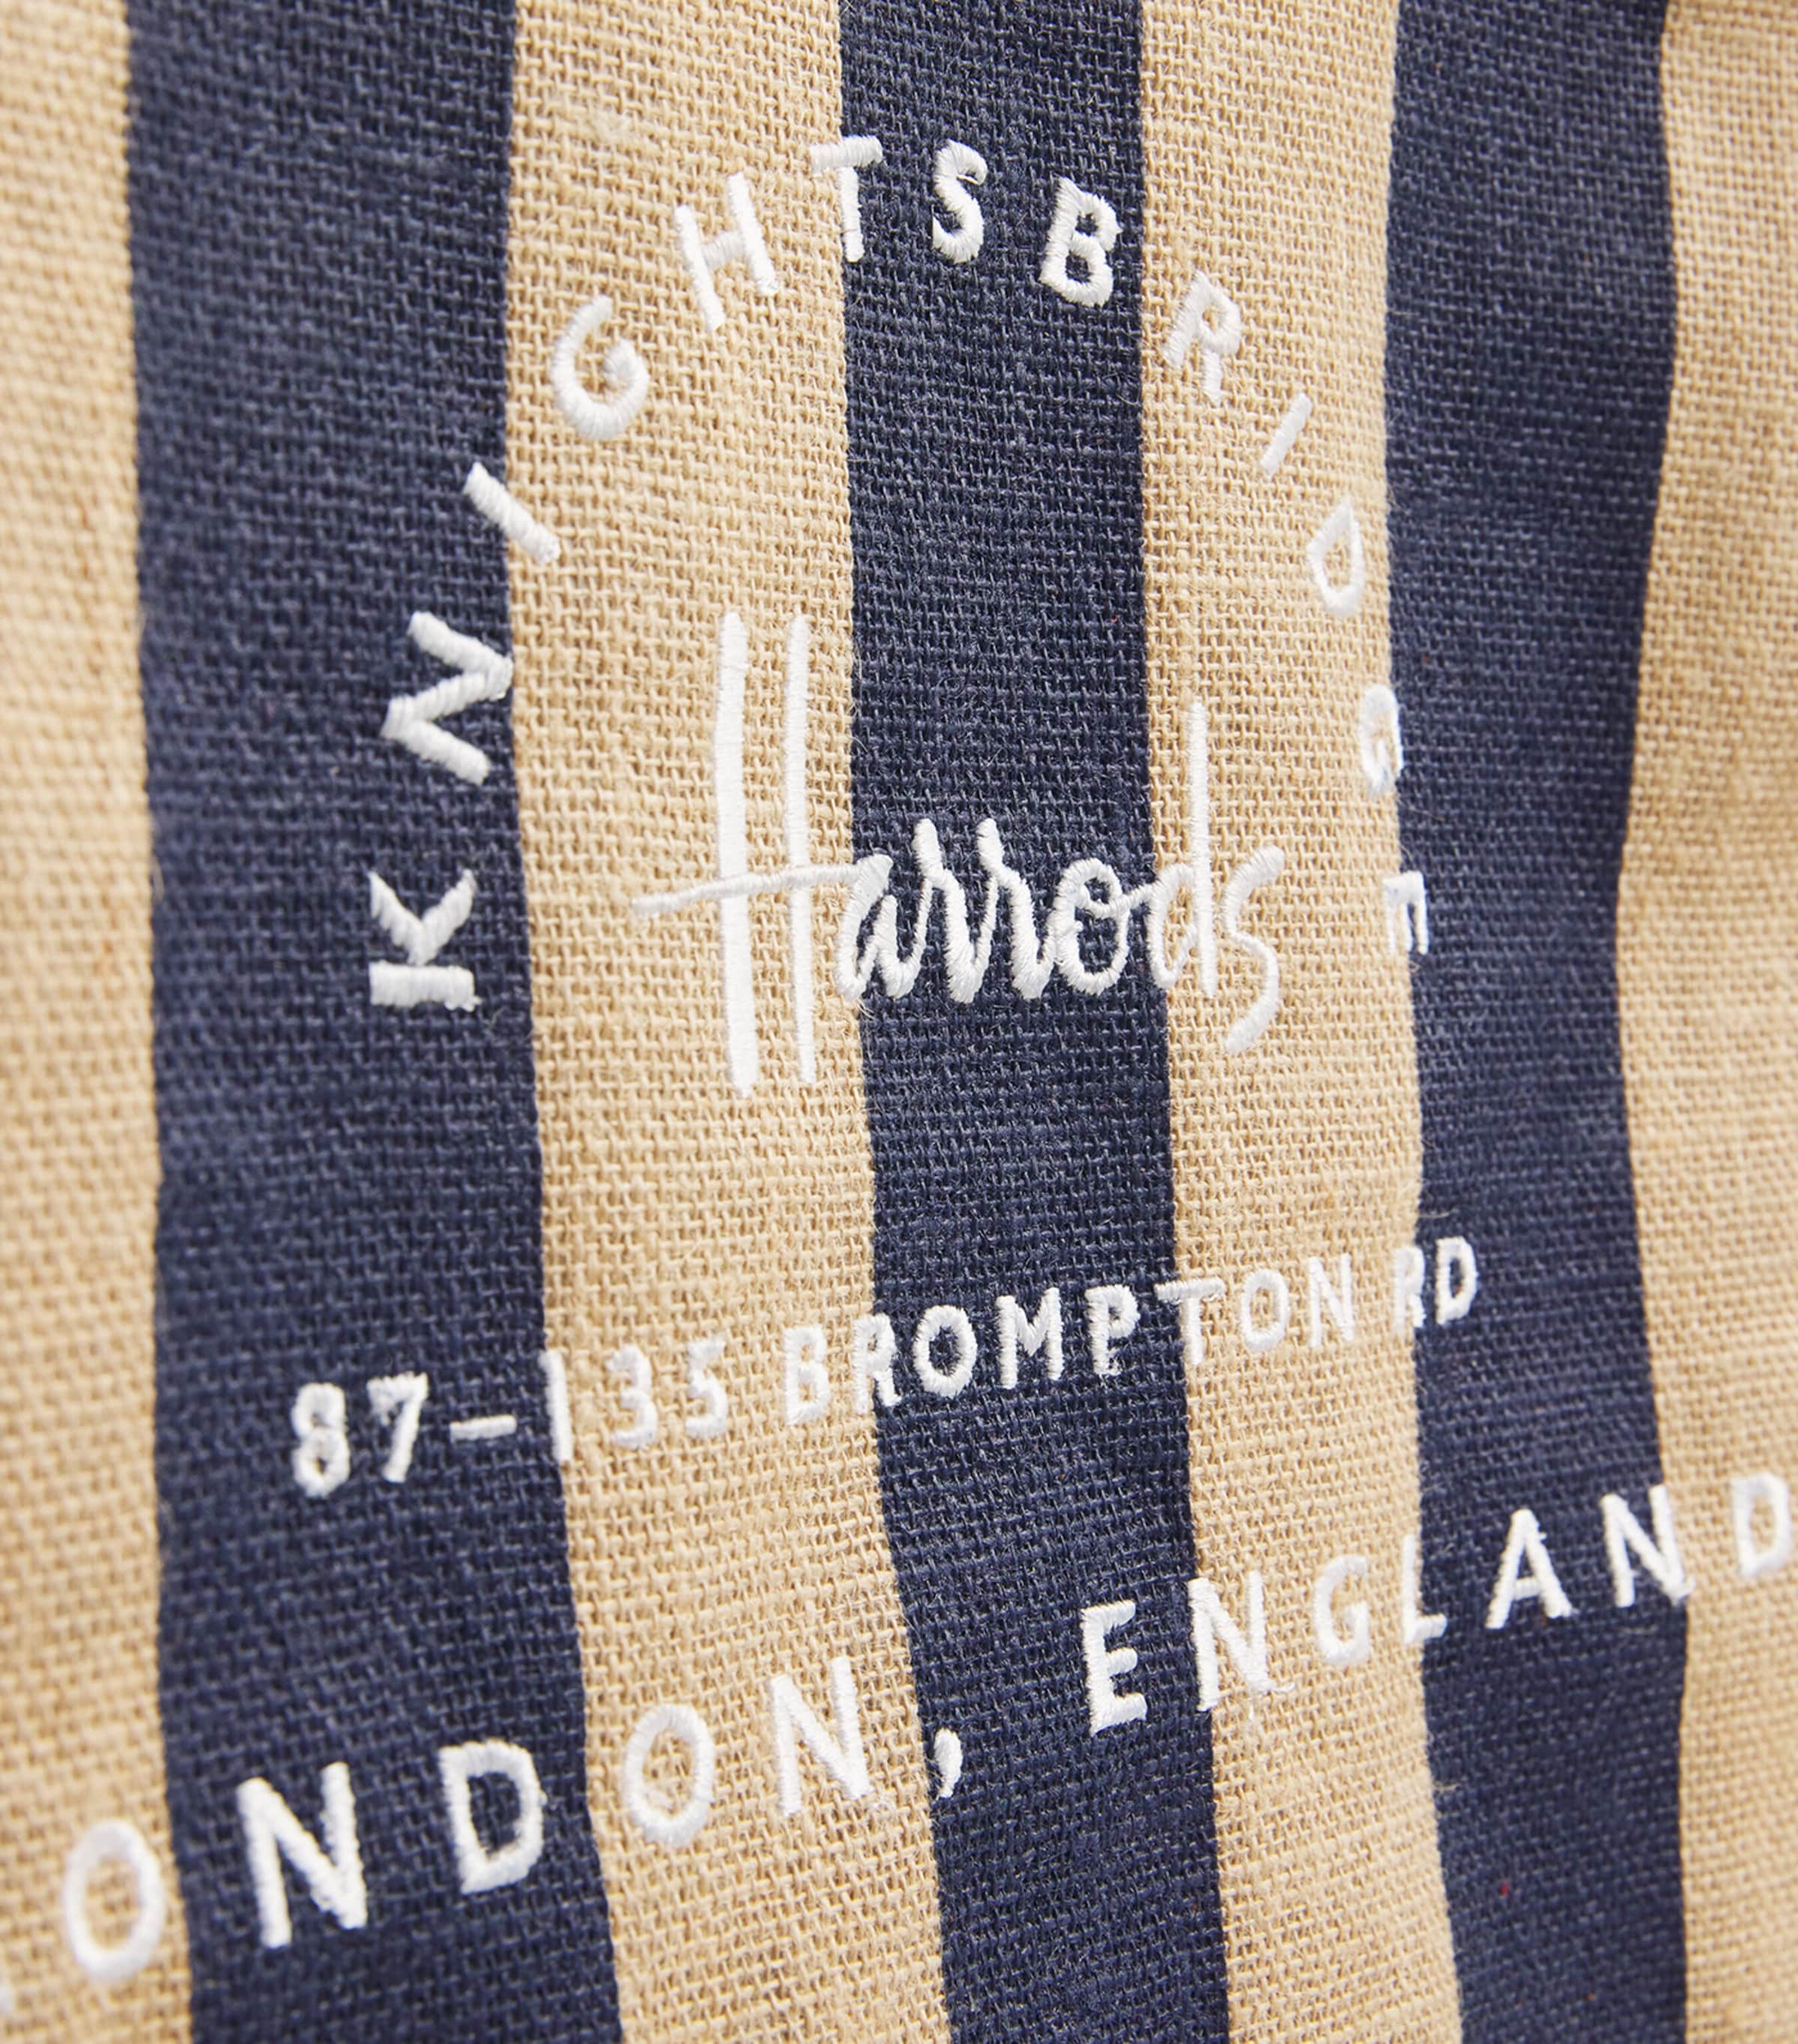 KNIGHTSBRIDGE
Harrods
87–135 BROMPTON RD
ONDON, ENGLAND